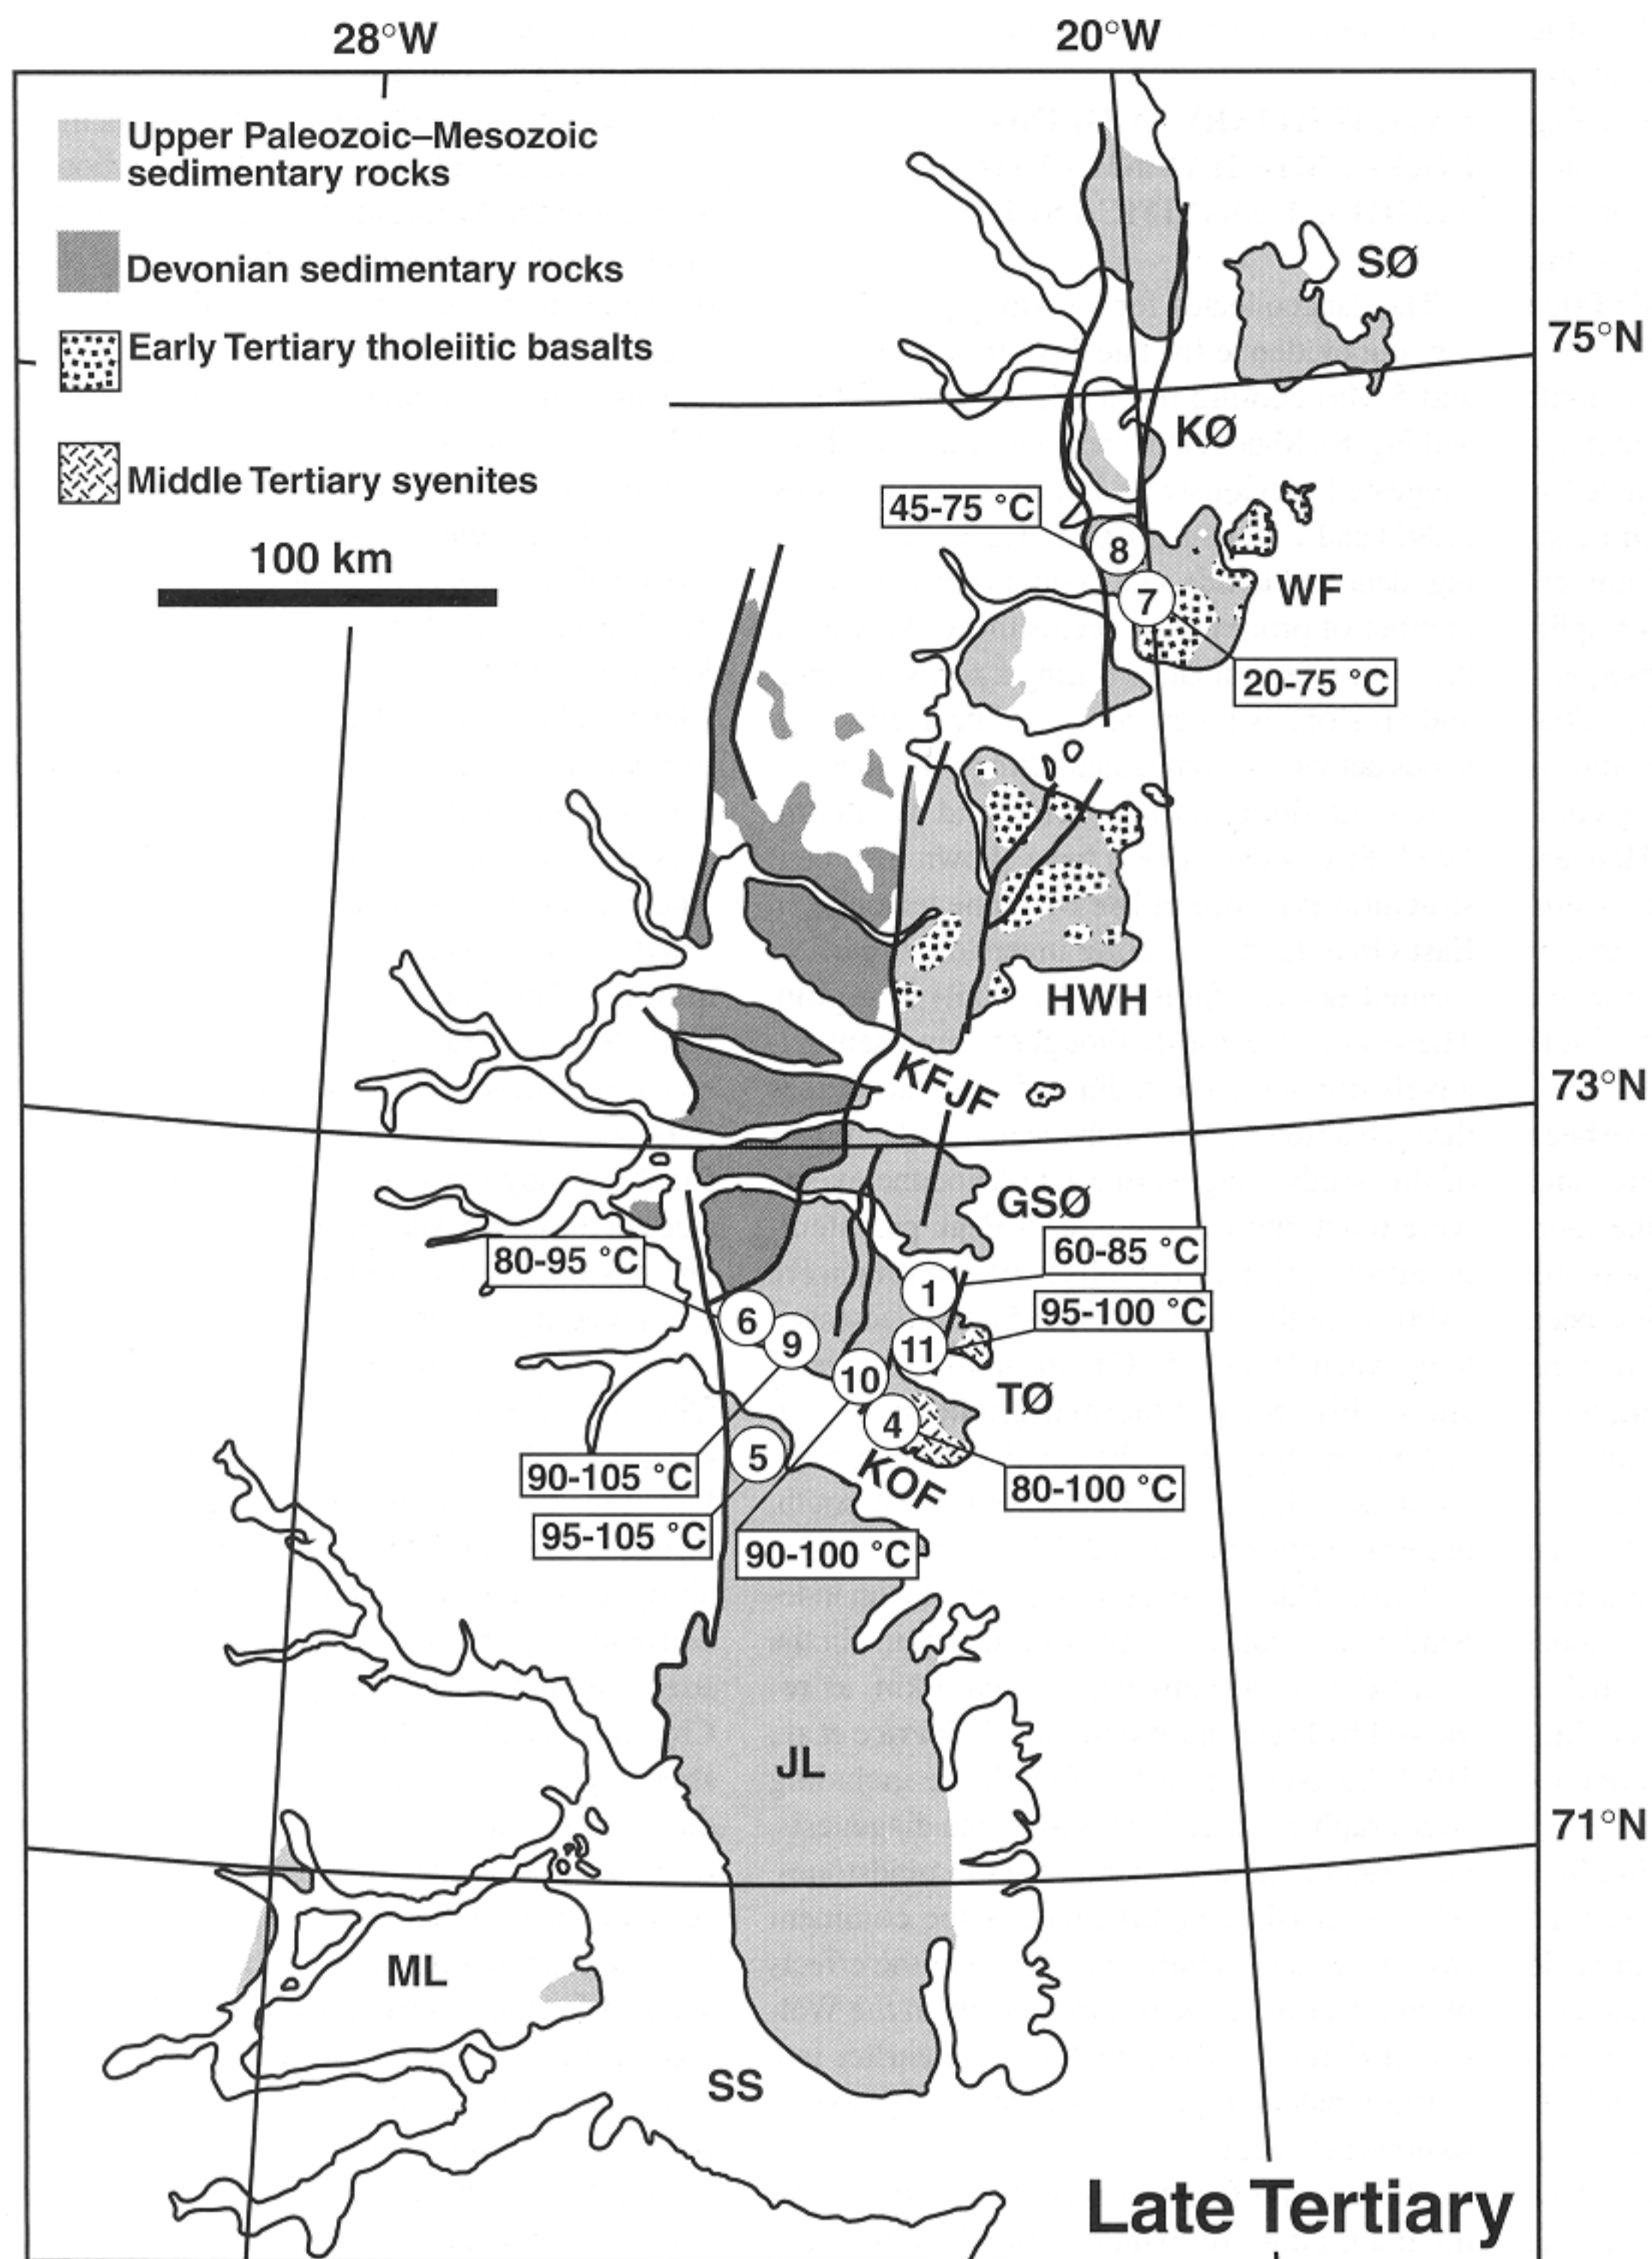 28°W
20°W
Upper Paleozoic–Mesozoic
sedimentary rocks
Devonian sedimentary rocks
Early Tertiary tholeiitic basalts
Middle Tertiary syenites
100 km
SØ
75°N
KØ
45-75 °C
8
7
WF
20-75 °C
HWH
KFJF
73°N
GSØ
80-95 °C
60-85 °C
1
95-100 °C
6
9
11
10
TØ
4
5
KOF
90-105 °C
80-100 °C
95-105 °C
90-100 °C
JL
71°N
ML
SS
Late Tertiary